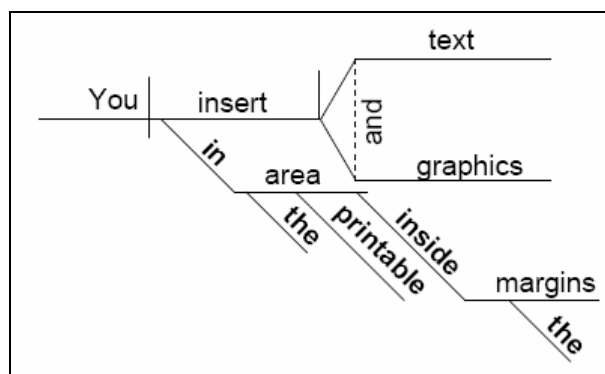 text
You
insert
and
in
area
graphics
the
printable
inside
margins
the